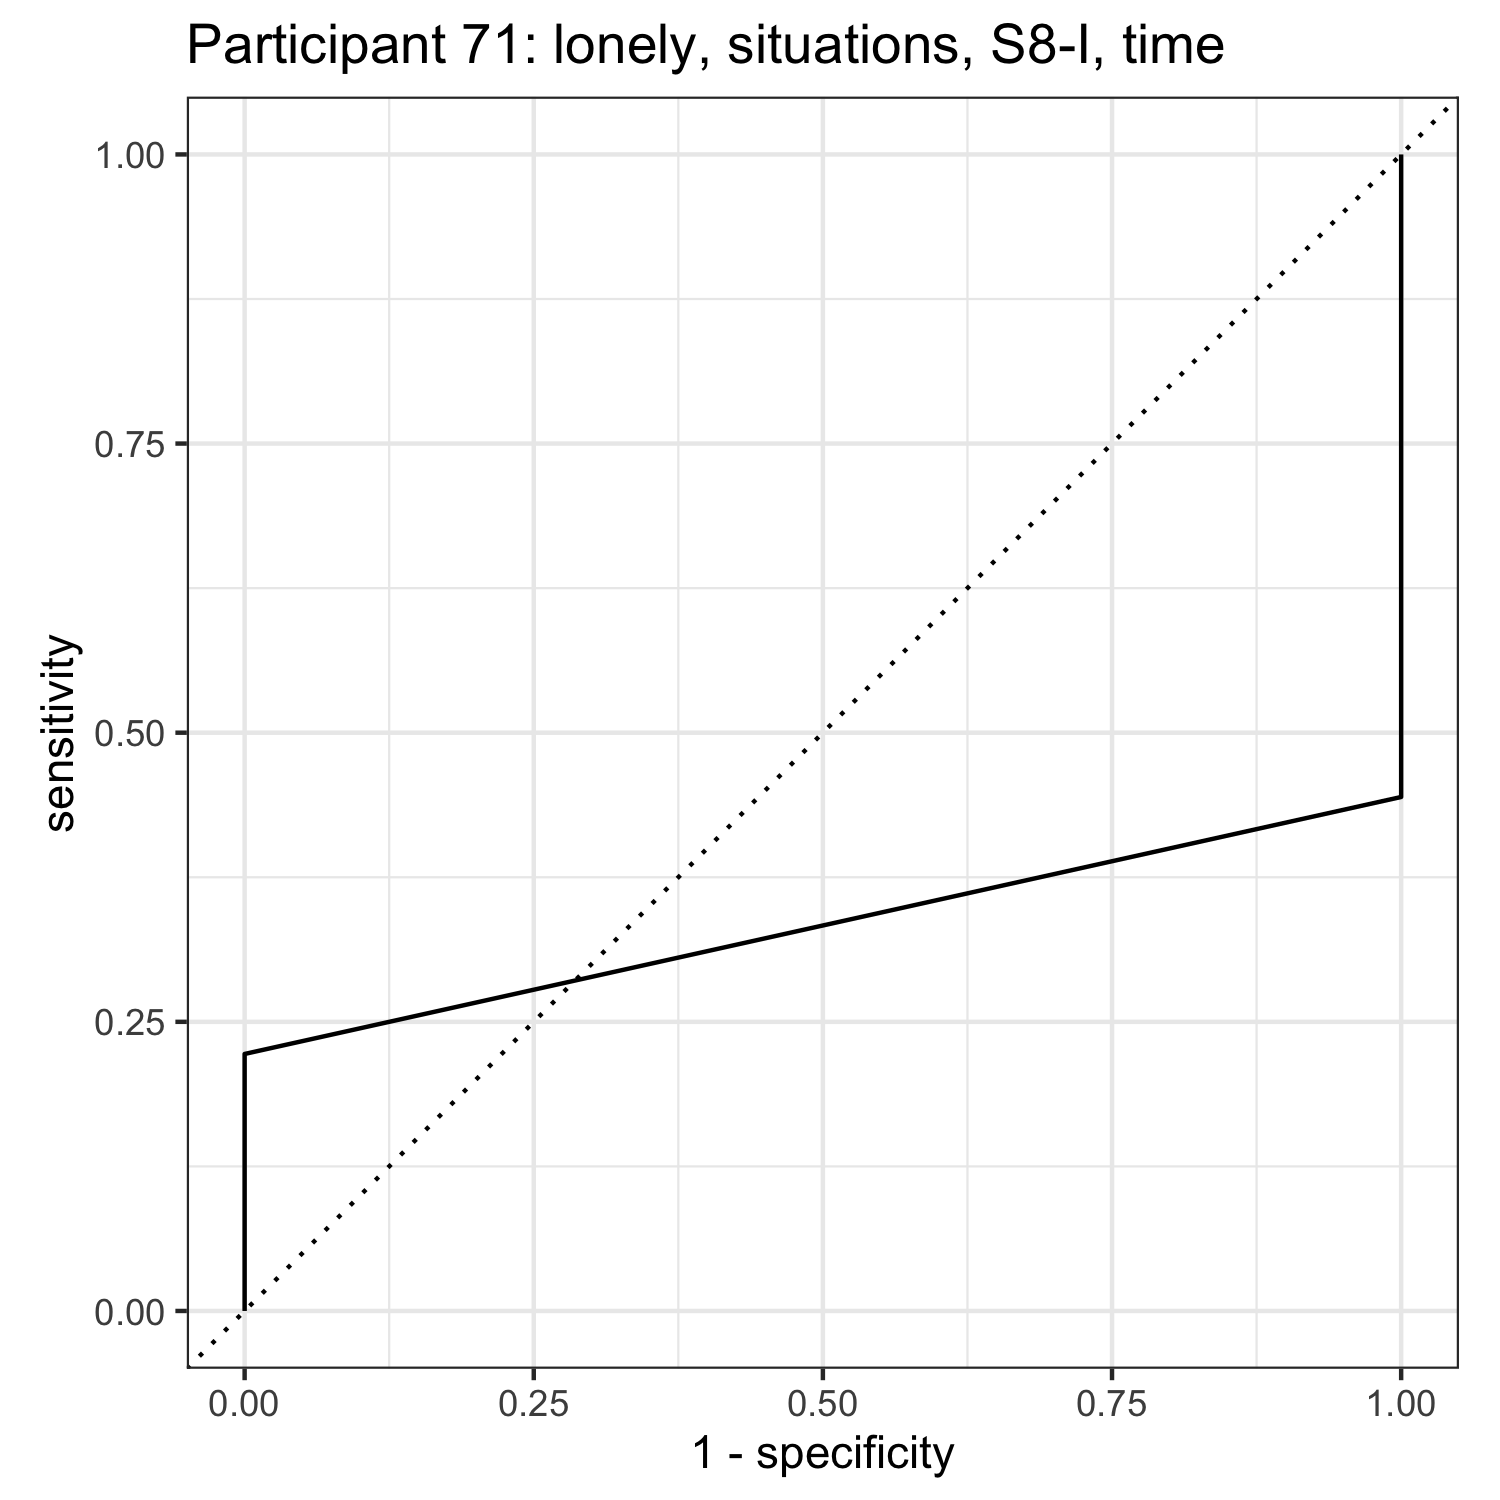 Participant 71: lonely, situations, S8-I, time
1.00
0.75
0.50
0.25
0.00
sensitivity
0.00 0.25 0.50 0.75 1.00
1 - specificity